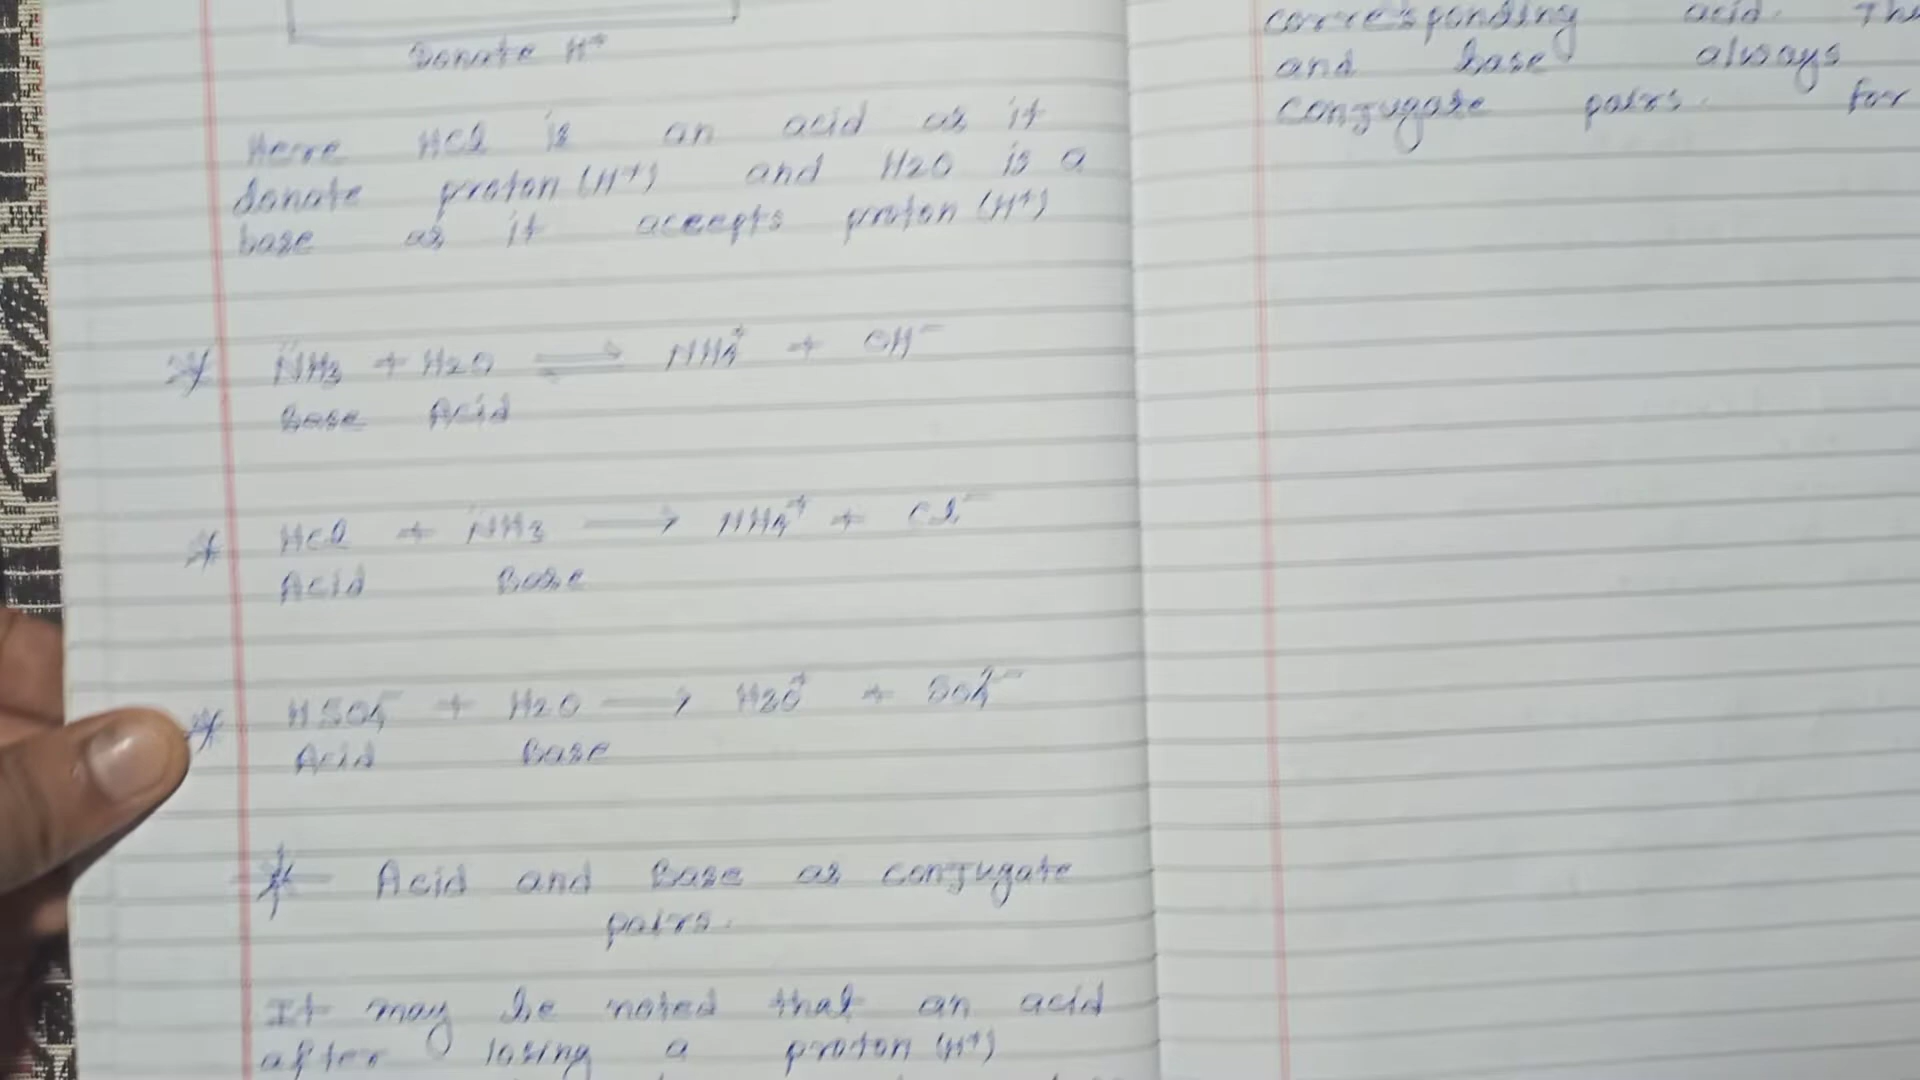 Donate H⁺
Here HCl is an acid as it
donate proton (H⁺) and H2O is a
base as it accepts proton (H⁺)
* NH3 + H2O ⇌ NH4⁺ + OH⁻
Base Acid
* HCl + NH3 → NH4⁺ + Cl⁻
Acid Base
* HSO4⁻ + H2O → H3O⁺ + SO4²⁻
Acid Base
* Acid and Base as conjugate
pairs.
It may be noted that an acid
after losing a proton (H⁺)
corresponding acid. Th
and base always
conjugate pairs. for